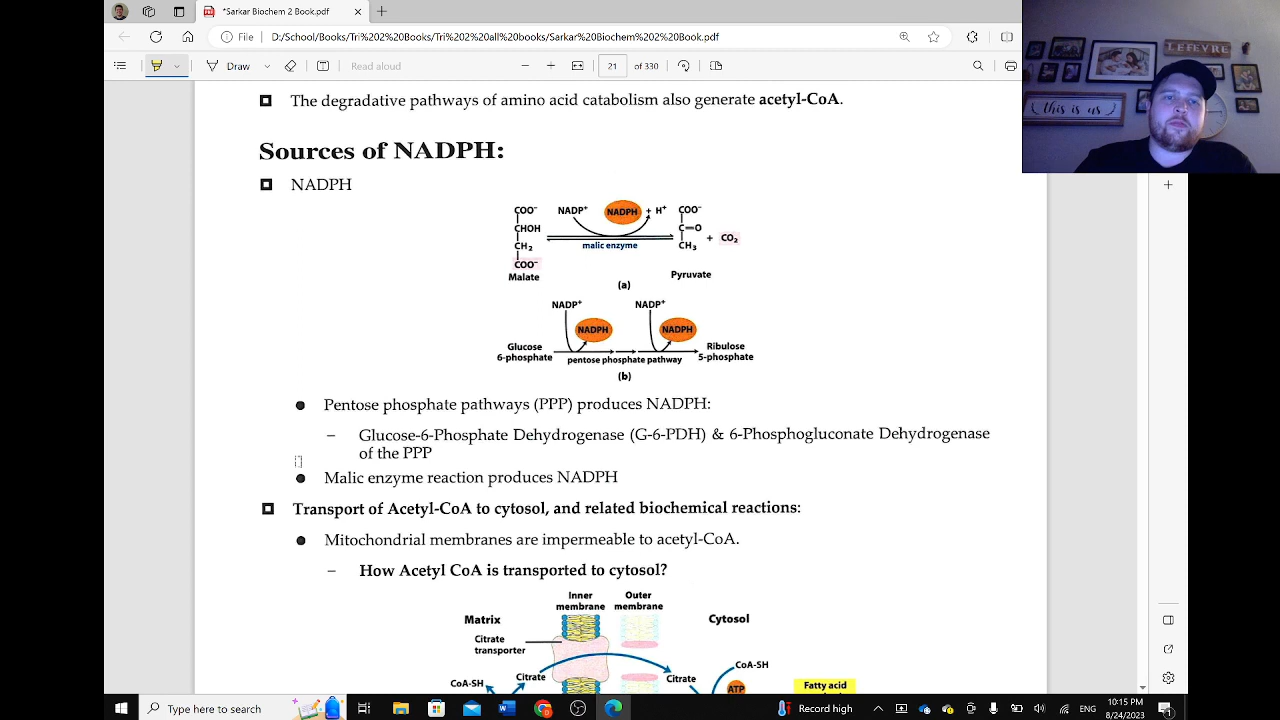 *Sarkar Biochem 2 Book.pdf
File
D:/School/Books/Tri%202%20Books/Tri%202%20all%20books/Sarkar%20Biochem%202%20Book.pdf
Draw
Read aloud
21
of 330
LEFEVRE
this is us
The degradative pathways of amino acid catabolism also generate acetyl-CoA.
Sources of NADPH:
NADPH
COO⁻ NADP⁺ NADPH + H⁺ COO⁻
CHOH C=O
malic enzyme + CO₂
CH₂ CH₃
COO⁻
Malate Pyruvate
(a)
NADP⁺ NADP⁺
NADPH NADPH
Glucose Ribulose
6-phosphate pentose phosphate pathway 5-phosphate
(b)
Pentose phosphate pathways (PPP) produces NADPH:
– Glucose-6-Phosphate Dehydrogenase (G-6-PDH) & 6-Phosphogluconate Dehydrogenase
of the PPP
Malic enzyme reaction produces NADPH
Transport of Acetyl-CoA to cytosol, and related biochemical reactions:
Mitochondrial membranes are impermeable to acetyl-CoA.
– How Acetyl CoA is transported to cytosol?
Inner Outer
membrane membrane
Matrix Cytosol
Citrate
transporter
CoA-SH
Citrate Citrate
CoA-SH ATP Fatty acid
Type here to search
Record high
10:15 PM
8/24/2023